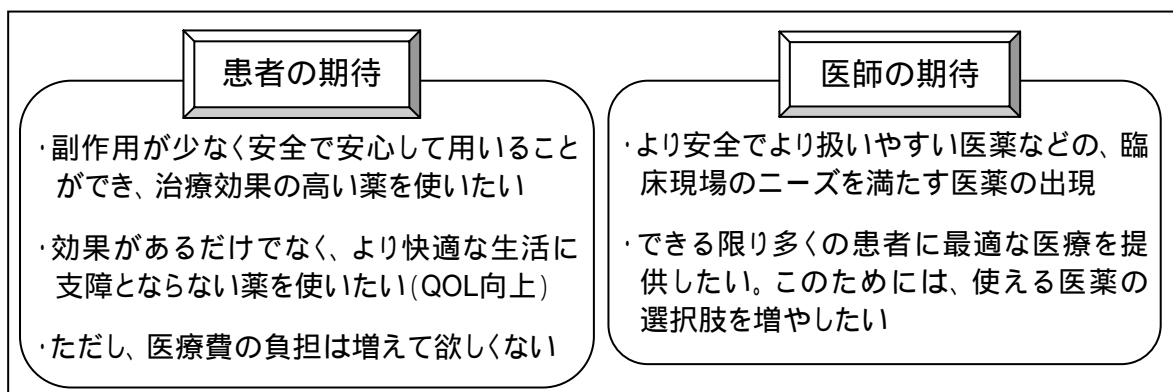 患者の期待
・副作用が少なく安全で安心して用いること
ができ、治療効果の高い薬を使いたい
・効果があるだけでなく、より快適な生活に
支障とならない薬を使いたい(QOL向上)
・ただし、医療費の負担は増えて欲しくない
医師の期待
・より安全でより扱いやすい医薬などの、臨
床現場のニーズを満たす医薬の出現
・できる限り多くの患者に最適な医療を提
供したい。このためには、使える医薬の
選択肢を増やしたい